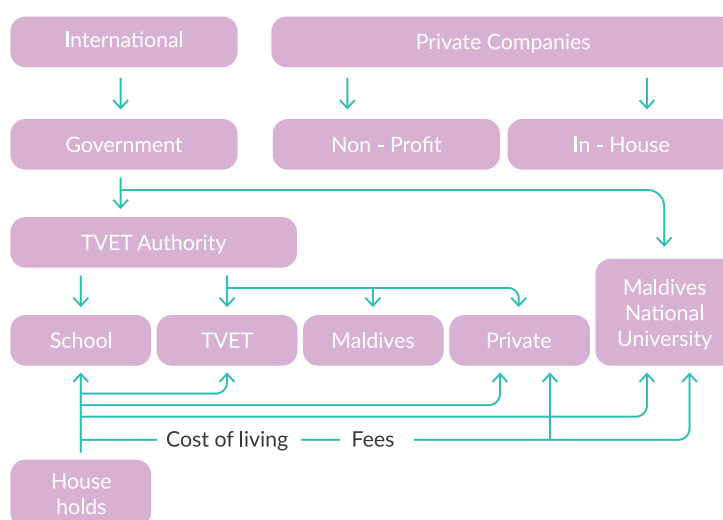 International
Private Companies
Government
Non - Profit
In - House
TVET Authority
School
TVET
Maldives
Private
Maldives
National
University
Cost of living
Fees
House
holds